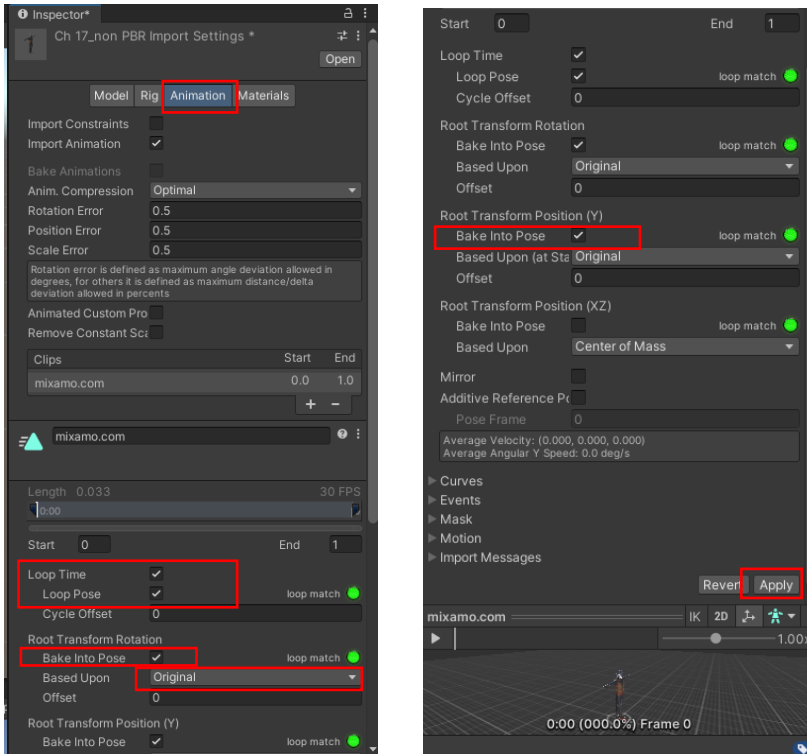 Inspector*
Ch 17_non PBR Import Settings *
Open
Model Rig Animation Materials
Import Constraints
Import Animation
Bake Animations
Anim. Compression Optimal
Rotation Error 0.5
Position Error 0.5
Scale Error 0.5
Rotation error is defined as maximum angle deviation allowed in
degrees, for others it is defined as maximum distance/delta
deviation allowed in percents
Animated Custom Pro
Remove Constant Sca
Clips Start End
mixamo.com 0.0 1.0
+ −
mixamo.com
Length 0.033 30 FPS
0:00
Start 0 End 1
Loop Time
Loop Pose loop match
Cycle Offset 0
Root Transform Rotation
Bake Into Pose loop match
Based Upon Original
Offset 0
Root Transform Position (Y)
Bake Into Pose loop match
Start 0 End 1
Loop Time
Loop Pose loop match
Cycle Offset 0
Root Transform Rotation
Bake Into Pose loop match
Based Upon Original
Offset 0
Root Transform Position (Y)
Bake Into Pose loop match
Based Upon (at Sta Original
Offset 0
Root Transform Position (XZ)
Bake Into Pose loop match
Based Upon Center of Mass
Mirror
Additive Reference Po
Pose Frame 0
Average Velocity: (0.000, 0.000, 0.000)
Average Angular Y Speed: 0.0 deg/s
Curves
Events
Mask
Motion
Import Messages
Revert Apply
mixamo.com IK 2D
1.00x
0:00 (000.0%) Frame 0